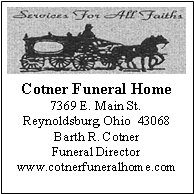 Services For All Faiths
Cotner Funeral Home
7369 E. Main St.
Reynoldsburg, Ohio 43068
Barth R. Cotner
Funeral Director
www.cotnerfuneralhome.com